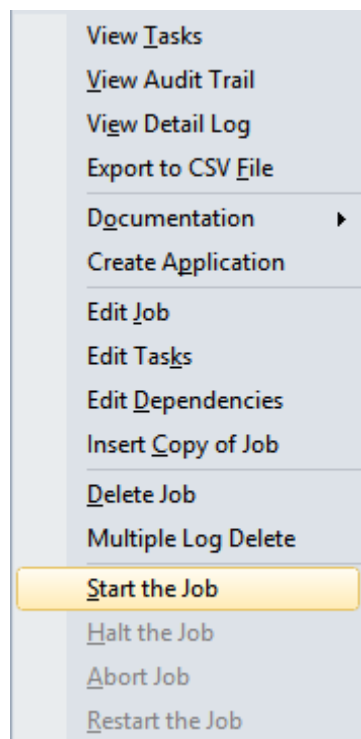 View Tasks
View Audit Trail
View Detail Log
Export to CSV File
Documentation
Create Application
Edit Job
Edit Tasks
Edit Dependencies
Insert Copy of Job
Delete Job
Multiple Log Delete
Start the Job
Halt the Job
Abort Job
Restart the Job